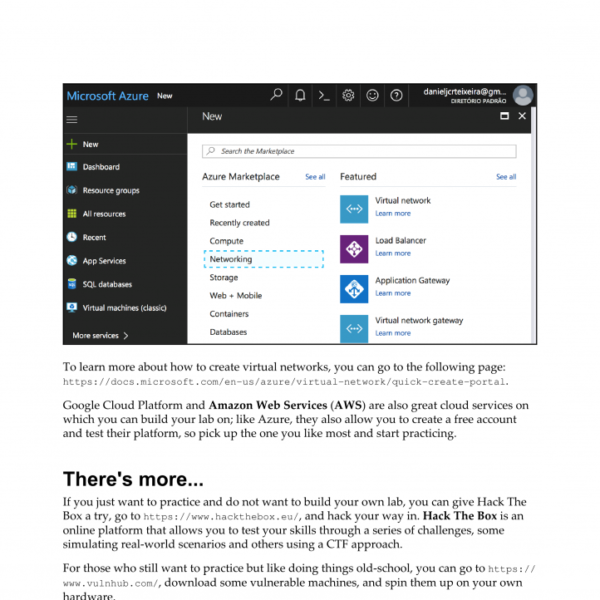 Microsoft Azure New
daniejcrteixeira@gm...
DIRETÓRIO PADRÃO
New
Search the Marketplace
New
Dashboard
Resource groups
All resources
Recent
App Services
SQL databases
Virtual machines (classic)
More services >
Azure Marketplace See all
Get started
Recently created
Compute
Networking
Storage
Web + Mobile
Containers
Databases
Featured See all
Virtual network
Learn more
Load Balancer
Learn more
Application Gateway
Learn more
Virtual network gateway
Learn more
To learn more about how to create virtual networks, you can go to the following page:
https://docs.microsoft.com/en-us/azure/virtual-network/quick-create-portal.
Google Cloud Platform and Amazon Web Services (AWS) are also great cloud services on
which you can build your lab on; like Azure, they also allow you to create a free account
and test their platform, so pick up the one you like most and start practicing.
There's more...
If you just want to practice and do not want to build your own lab, you can give Hack The
Box a try, go to https://www.hackthebox.eu/, and hack your way in. Hack The Box is an
online platform that allows you to test your skills through a series of challenges, some
simulating real-world scenarios and others using a CTF approach.
For those who still want to practice but like doing things old-school, you can go to https://
www.vulnhub.com/, download some vulnerable machines, and spin them up on your own
hardware.